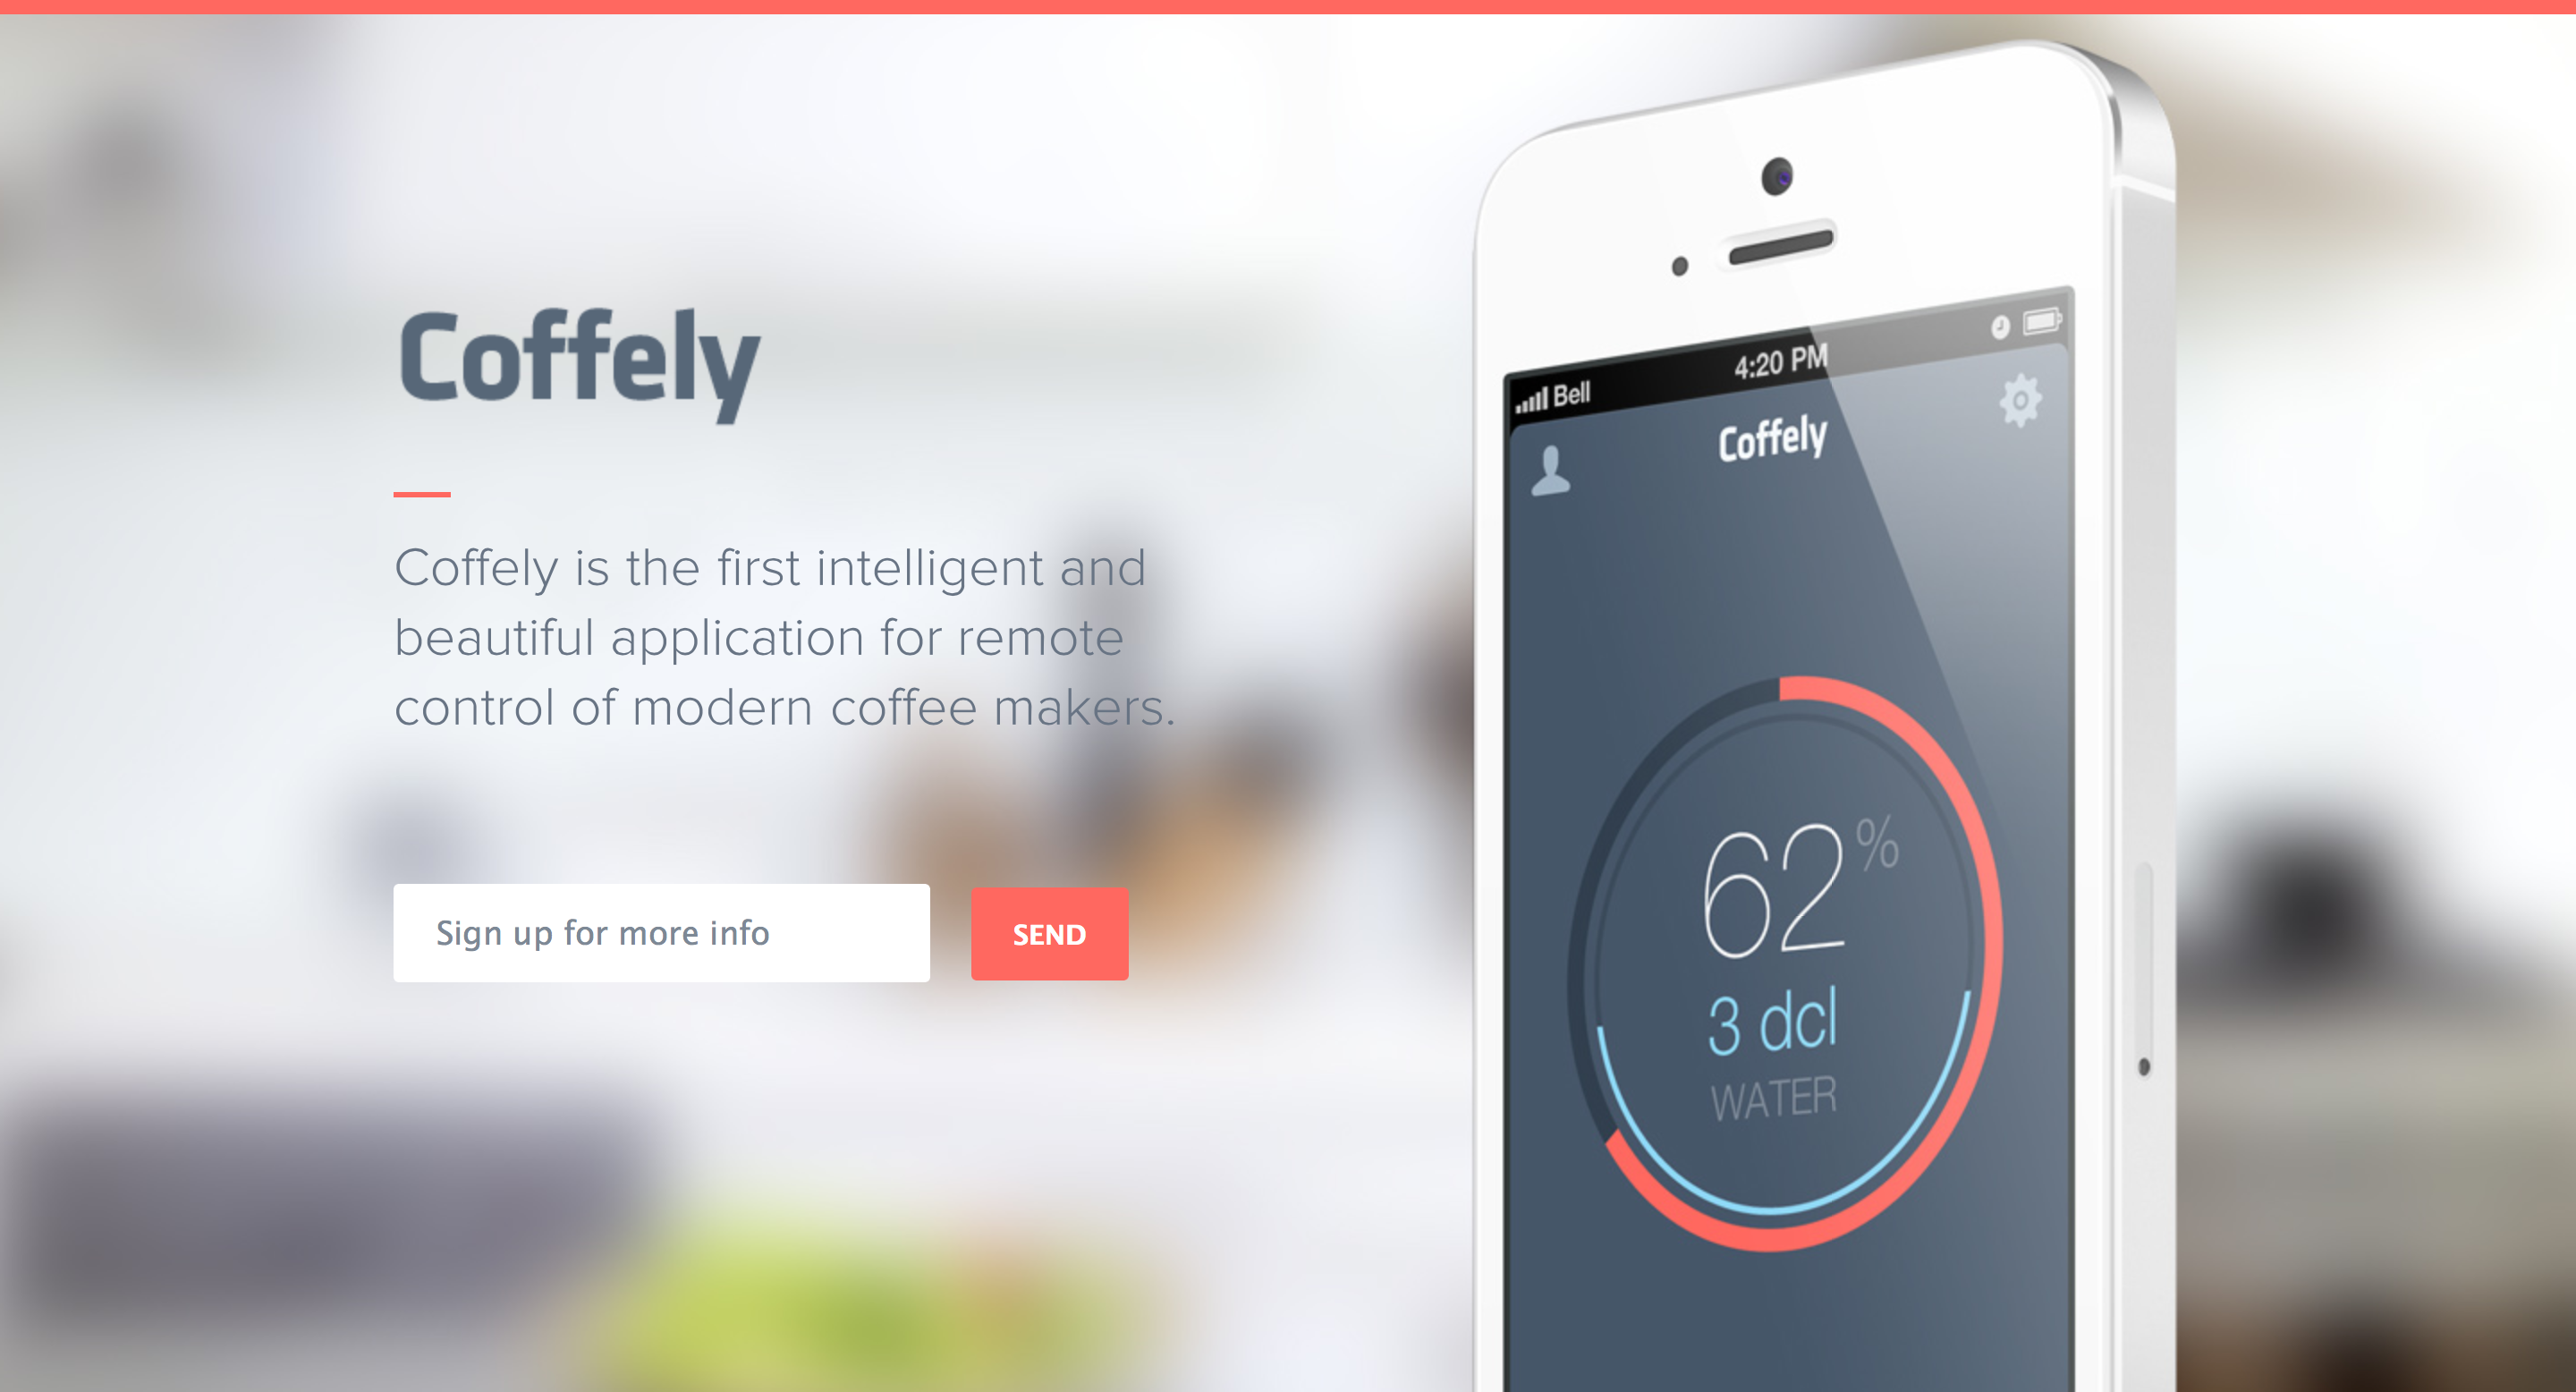 Coffely
Coffely is the first intelligent and
beautiful application for remote
control of modern coffee makers.
Sign up for more info
SEND
Bell 4:20 PM
Coffely
62%
3 dcl
WATER